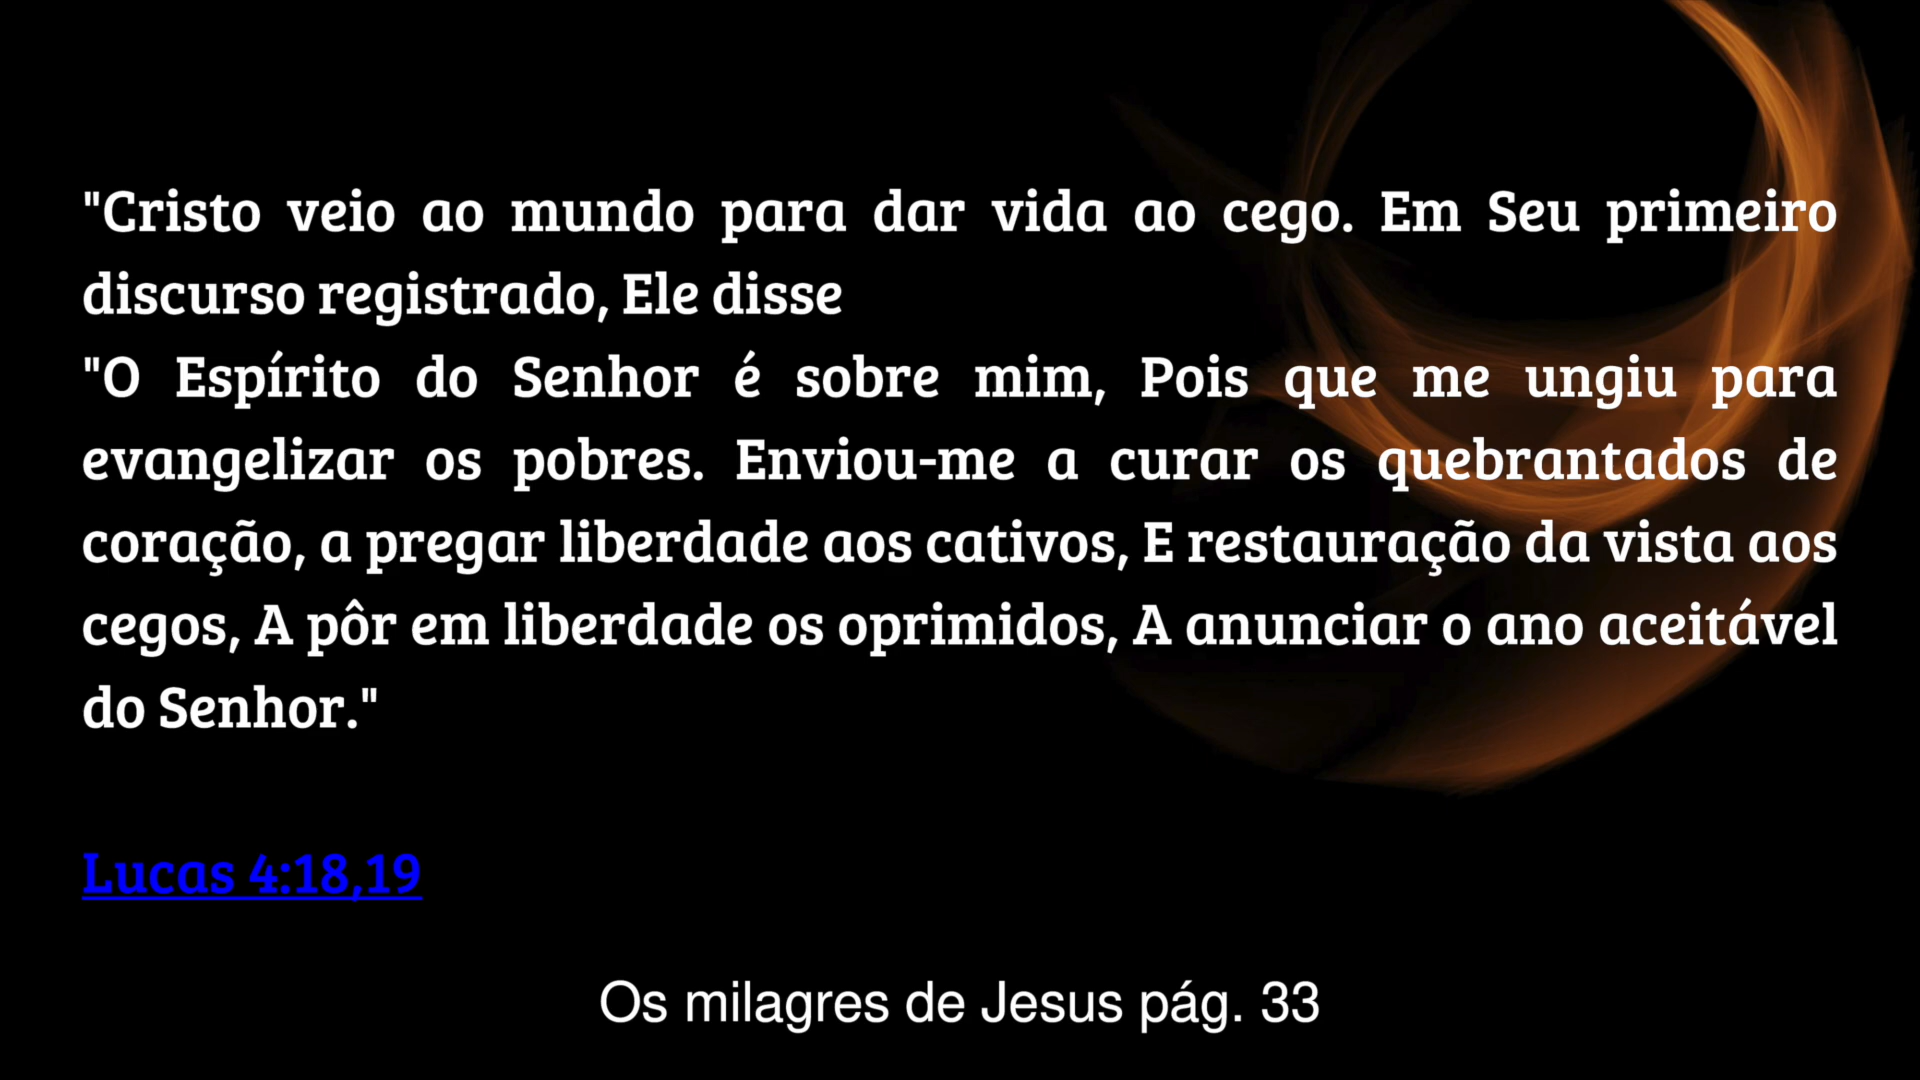 "Cristo veio ao mundo para dar vida ao cego. Em Seu primeiro
discurso registrado, Ele disse
"O Espírito do Senhor é sobre mim, Pois que me ungiu para
evangelizar os pobres. Enviou-me a curar os quebrantados de
coração, a pregar liberdade aos cativos, E restauração da vista aos
cegos, A pôr em liberdade os oprimidos, A anunciar o ano aceitável
do Senhor."
Lucas 4:18,19
Os milagres de Jesus pág. 33